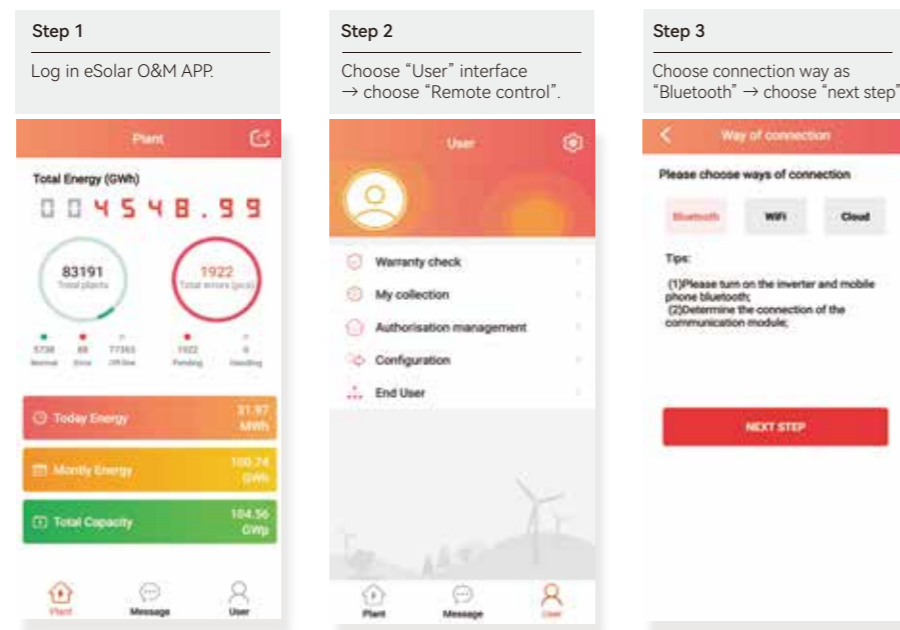 Step 1
Log in eSolar O&M APP.
Plant
Total Energy (GWh)
004548.99
83191
Total plants
1922
Total errors (pcs)
5738
88
77365
1922
0
Normal
Error
Offline
Pending
Handling
Today Energy
31.97
MWh
Montly Energy
100.74
GWh
Total Capacity
104.56
GWp
Plant
Message
User
Step 2
Choose “User” interface
→ choose “Remote control”.
User
Warranty check
My collection
Authorisation management
Configuration
End User
Plant
Message
User
Step 3
Choose connection way as
“Bluetooth” → choose “next step”
Way of connection
Please choose ways of connection
Bluetooth
WiFi
Cloud
Tips:
(1)Please turn on the inverter and mobile
phone bluetooth;
(2)Determine the connection of the
communication module;
NEXT STEP